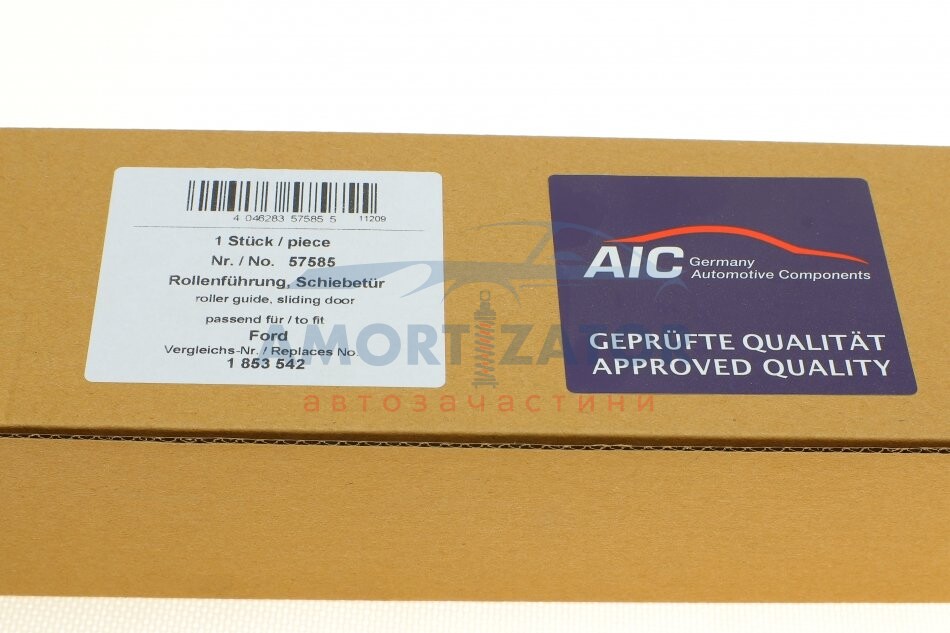 4 046283 57585 5 11209
1 Stück / piece
Nr. / No. 57585
Rollenführung, Schiebetür
roller guide, sliding door
passend für / to fit
Ford
Vergleichs-Nr. / Replaces No.
1 853 542
AIC Germany
Automotive Components
GEPRÜFTE QUALITÄT
APPROVED QUALITY
AMORTIZATOR
автозачастини